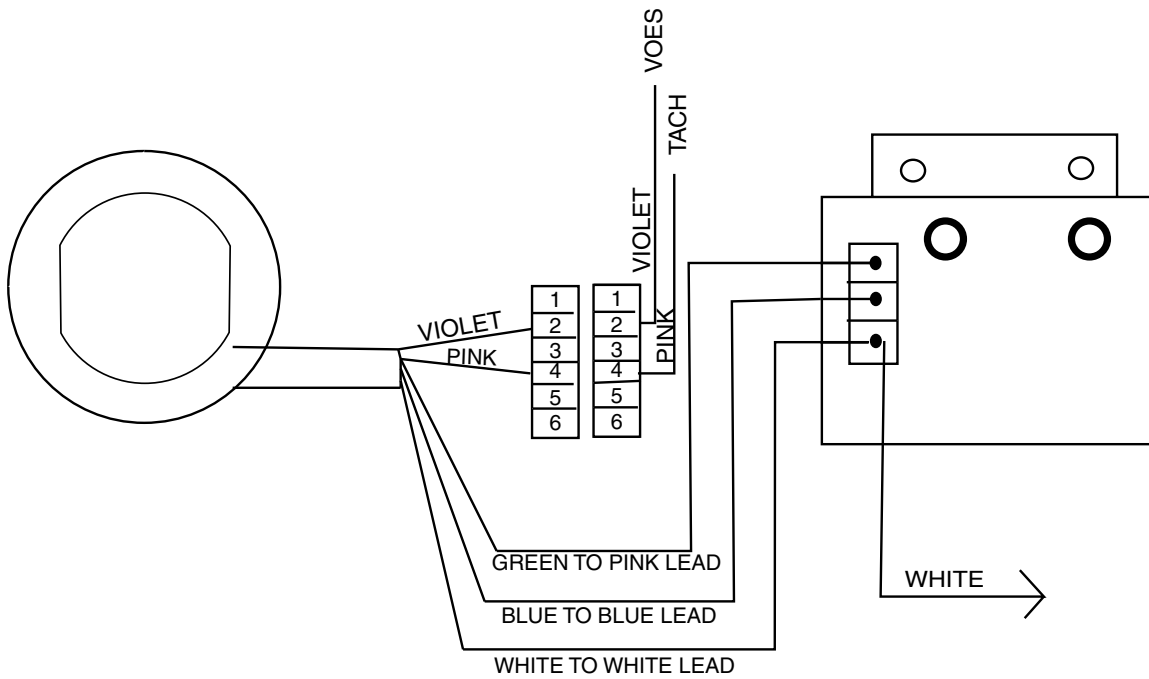 VOES
TACH
VIOLET
PINK
VIOLET
PINK
1
2
3
4
5
6
1
2
3
4
5
6
GREEN TO PINK LEAD
BLUE TO BLUE LEAD
WHITE TO WHITE LEAD
WHITE